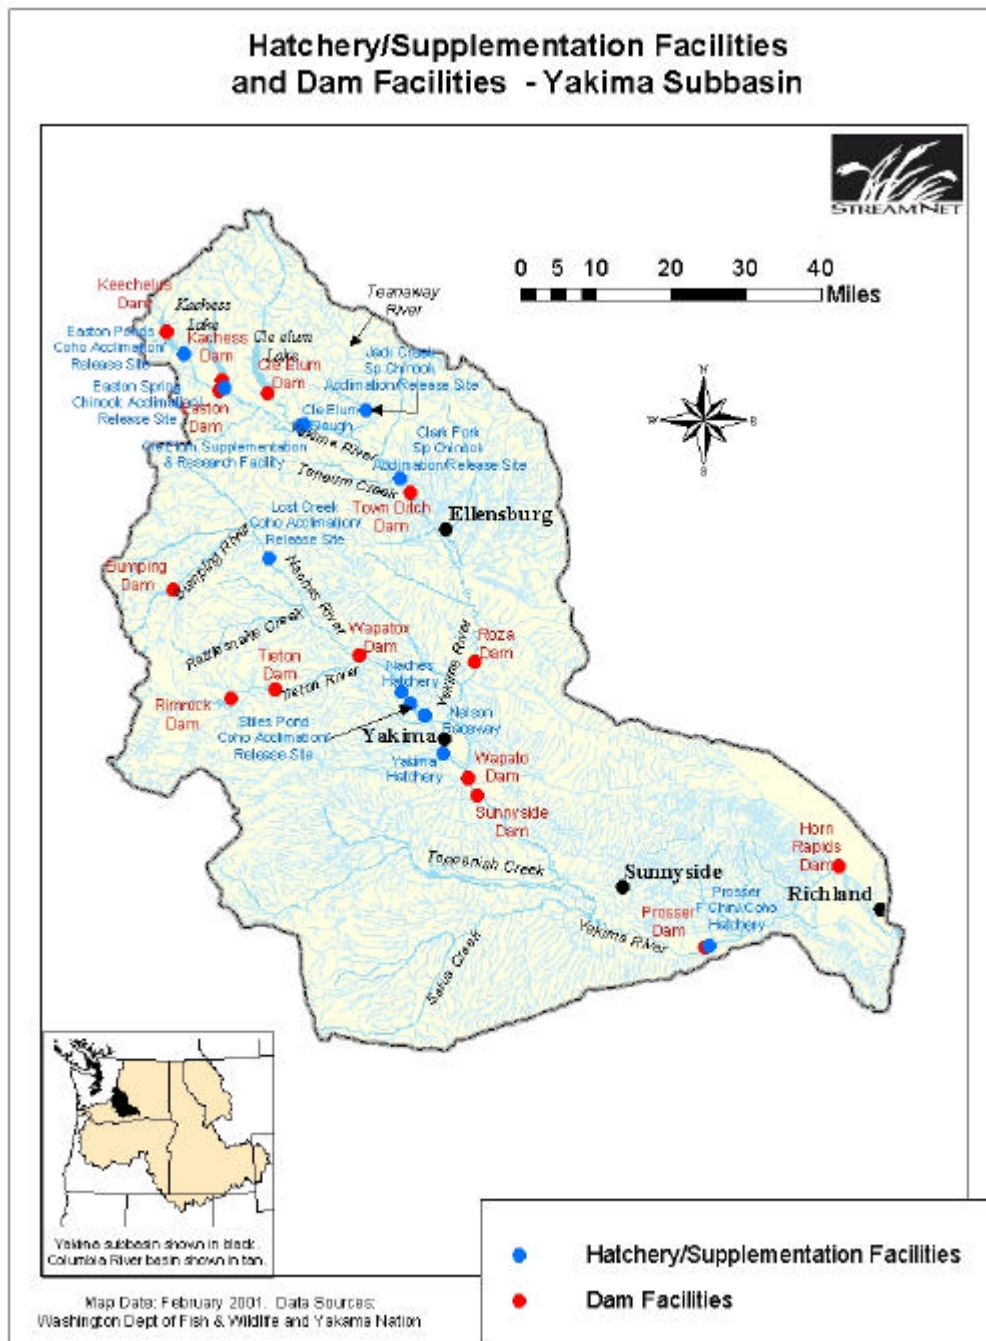 Hatchery/Supplementation Facilities
and Dam Facilities - Yakima Subbasin
STREAMNET
0 5 10 20 30 40
Miles
Keechelus
Dam
Kachess
Lake
Teanaway
River
Easton Ponds
Coho Acclimation/
Release Site
Kachess
Dam
Cle elum
Lake
Cle Elum
Dam
Jack Creek
Sp Chinook
Acclimation/Release Site
Easton Spring
Chinook Acclimation/
Release Site
Easton
Dam
Cle Elum
Slough
Yakima River
Clark Fork
Sp Chinook
Acclimation/Release Site
Cle Elum Supplementation
& Research Facility
Taneum Creek
Town Ditch
Dam
Ellensburg
Lost Creek
Coho Acclimation/
Release Site
Bumping
Dam
Bumping River
Naches River
Rattlesnake Creek
Wapatox
Dam
Yakima River
Roza
Dam
Tieton
Dam
Tieton River
Naches
Hatchery
Rimrock
Dam
Stiles Pond
Coho Acclimation/
Release Site
Nelson
Raceway
Yakima
Yakima
Hatchery
Wapato
Dam
Sunnyside
Dam
Toppenish Creek
Horn
Rapids
Dam
Sunnyside
Richland
Prosser
F Chin/Coho
Hatchery
Prosser
Dam
Yakima River
Satus Creek
N
W E
S
Yakima subbasin shown in black.
Columbia River basin shown in tan.
Hatchery/Supplementation Facilities
Dam Facilities
Map Date: February 2001. Data Sources:
Washington Dept of Fish & Wildlife and Yakama Nation